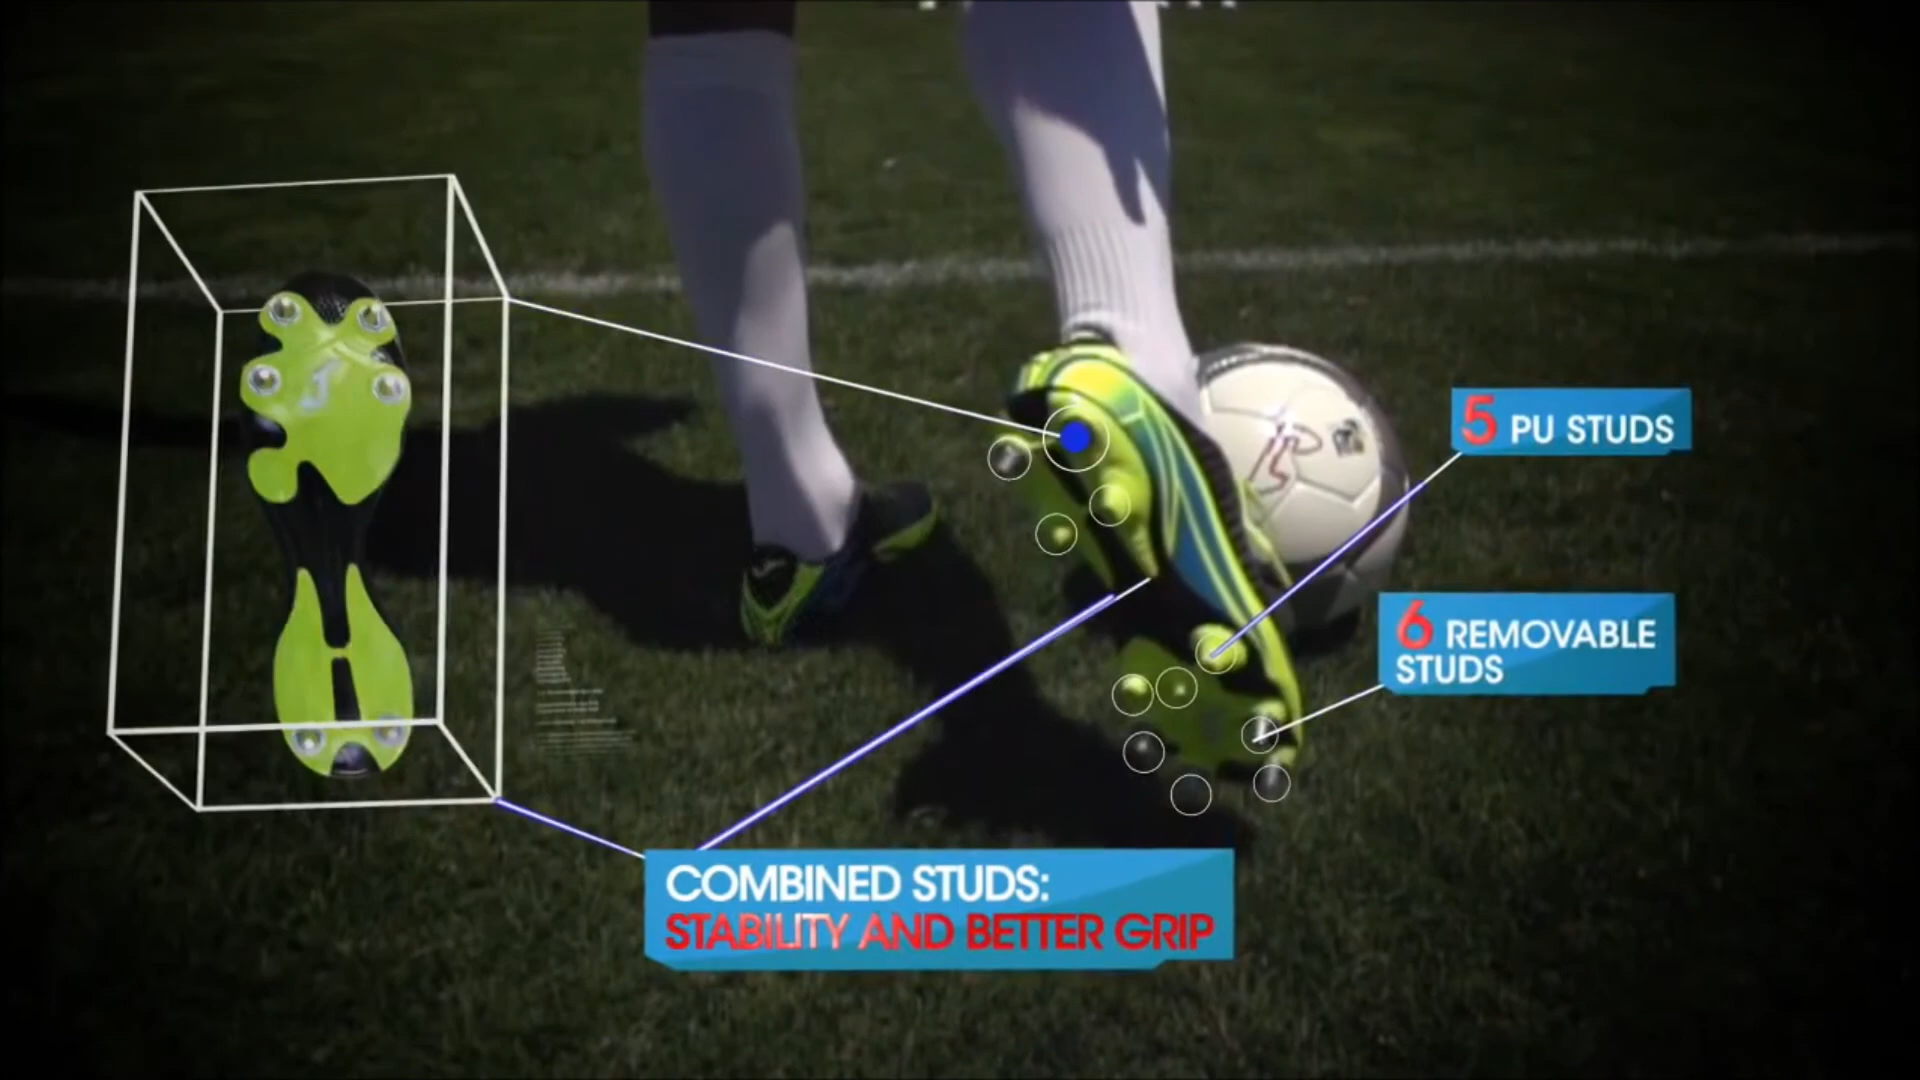 5 PU STUDS
6 REMOVABLE
STUDS
COMBINED STUDS:
STABILITY AND BETTER GRIP